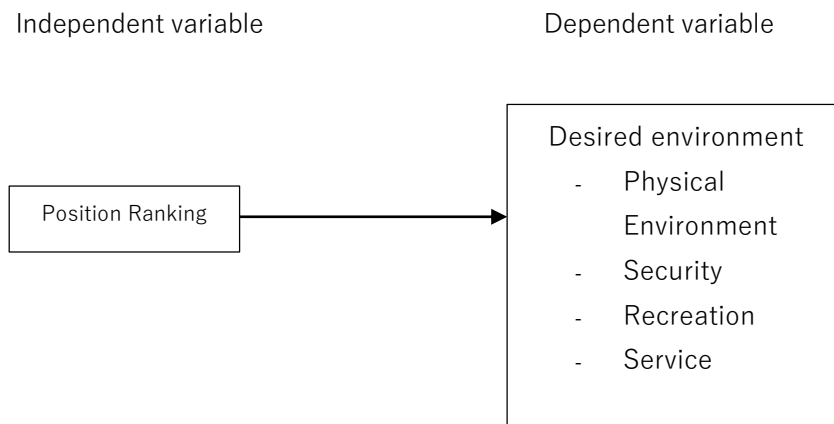 Independent variable
Dependent variable
Position Ranking
Desired environment
- Physical
Environment
- Security
- Recreation
- Service